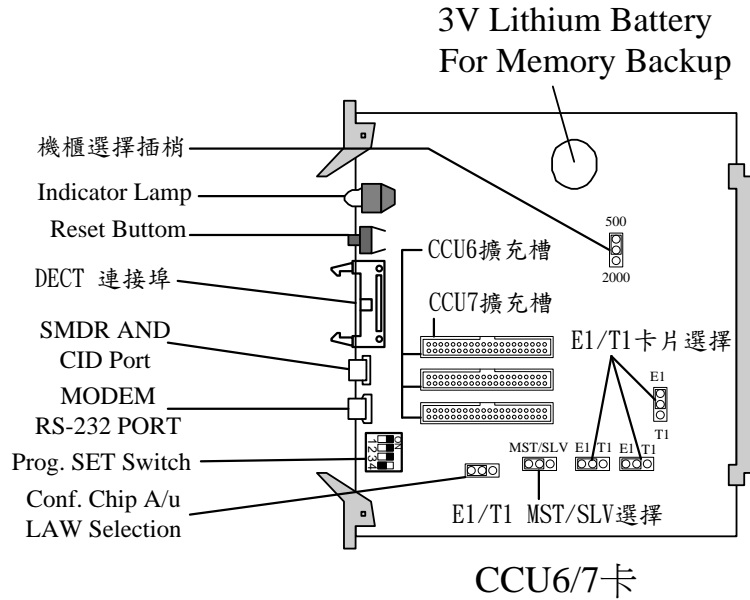 3V Lithium Battery
For Memory Backup
機櫃選擇插梢
Indicator Lamp
Reset Buttom
DECT 連接埠
SMDR AND
CID Port
MODEM
RS-232 PORT
Prog. SET Switch
Conf. Chip A/u
LAW Selection
CCU6擴充槽
CCU7擴充槽
500
2000
E1/T1卡片選擇
E1
T1
ON
1234
MST/SLV
E1/T1
E1/T1
E1/T1 MST/SLV選擇
CCU6/7卡